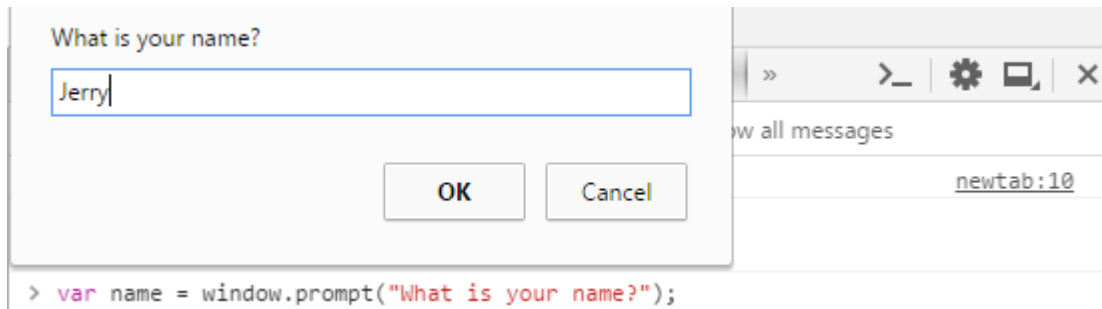 What is your name?
Jerry
»
ow all messages
OK Cancel
newtab:10
> var name = window.prompt("What is your name?");